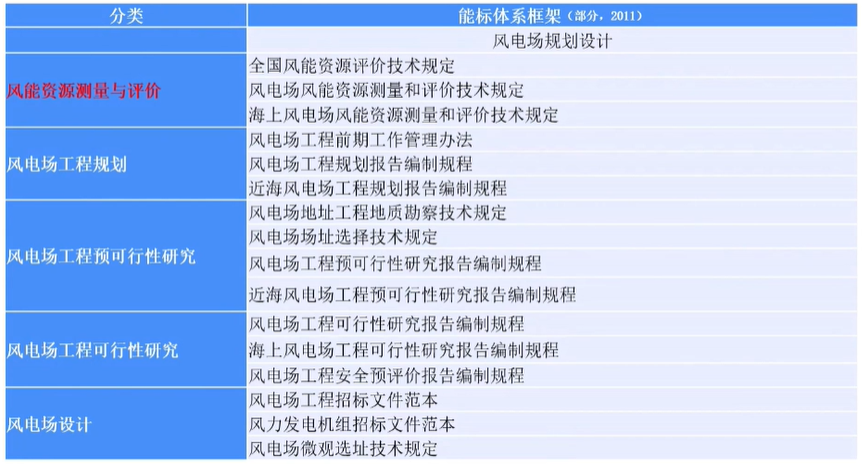 分类 能标体系框架（部分，2011）
风电场规划设计
风能资源测量与评价
全国风能资源评价技术规定
风电场风能资源测量和评价技术规定
海上风电场风能资源测量和评价技术规定
风电场工程规划
风电场工程前期工作管理办法
风电场工程规划报告编制规程
近海风电场工程规划报告编制规程
风电场工程预可行性研究
风电场地址工程地质勘察技术规定
风电场场址选择技术规定
风电场工程预可行性研究报告编制规程
近海风电场工程预可行性研究报告编制规程
风电场工程可行性研究
风电场工程可行性研究报告编制规程
海上风电场工程可行性研究报告编制规程
风电场工程安全预评价报告编制规程
风电场设计
风电场工程招标文件范本
风力发电机组招标文件范本
风电场微观选址技术规定